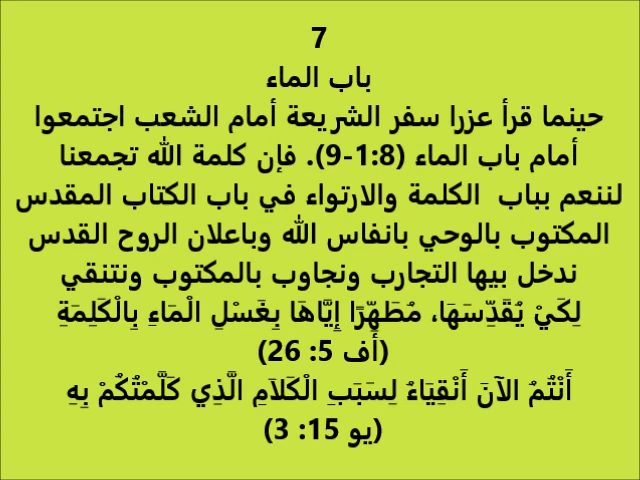 7
باب الماء
حينما قرأ عزرا سفر الشريعة أمام الشعب اجتمعوا
أمام باب الماء (8:1-9). فإن كلمة الله تجمعنا
لننعم بباب الكلمة والارتواء في باب الكتاب المقدس
المكتوب بالوحي بانفاس الله وباعلان الروح القدس
ندخل بيها التجارب ونجاوب بالمكتوب ونتنقي
لِكَيْ يُقَدِّسَهَا، مُطَهِّرًا إِيَّاهَا بِغَسْلِ الْمَاءِ بِالْكَلِمَةِ
(أف 5: 26)
أَنْتُمُ الآنَ أَنْقِيَاءُ لِسَبَبِ الْكَلاَمِ الَّذِي كَلَّمْتُكُمْ بِهِ
(يو 15: 3)